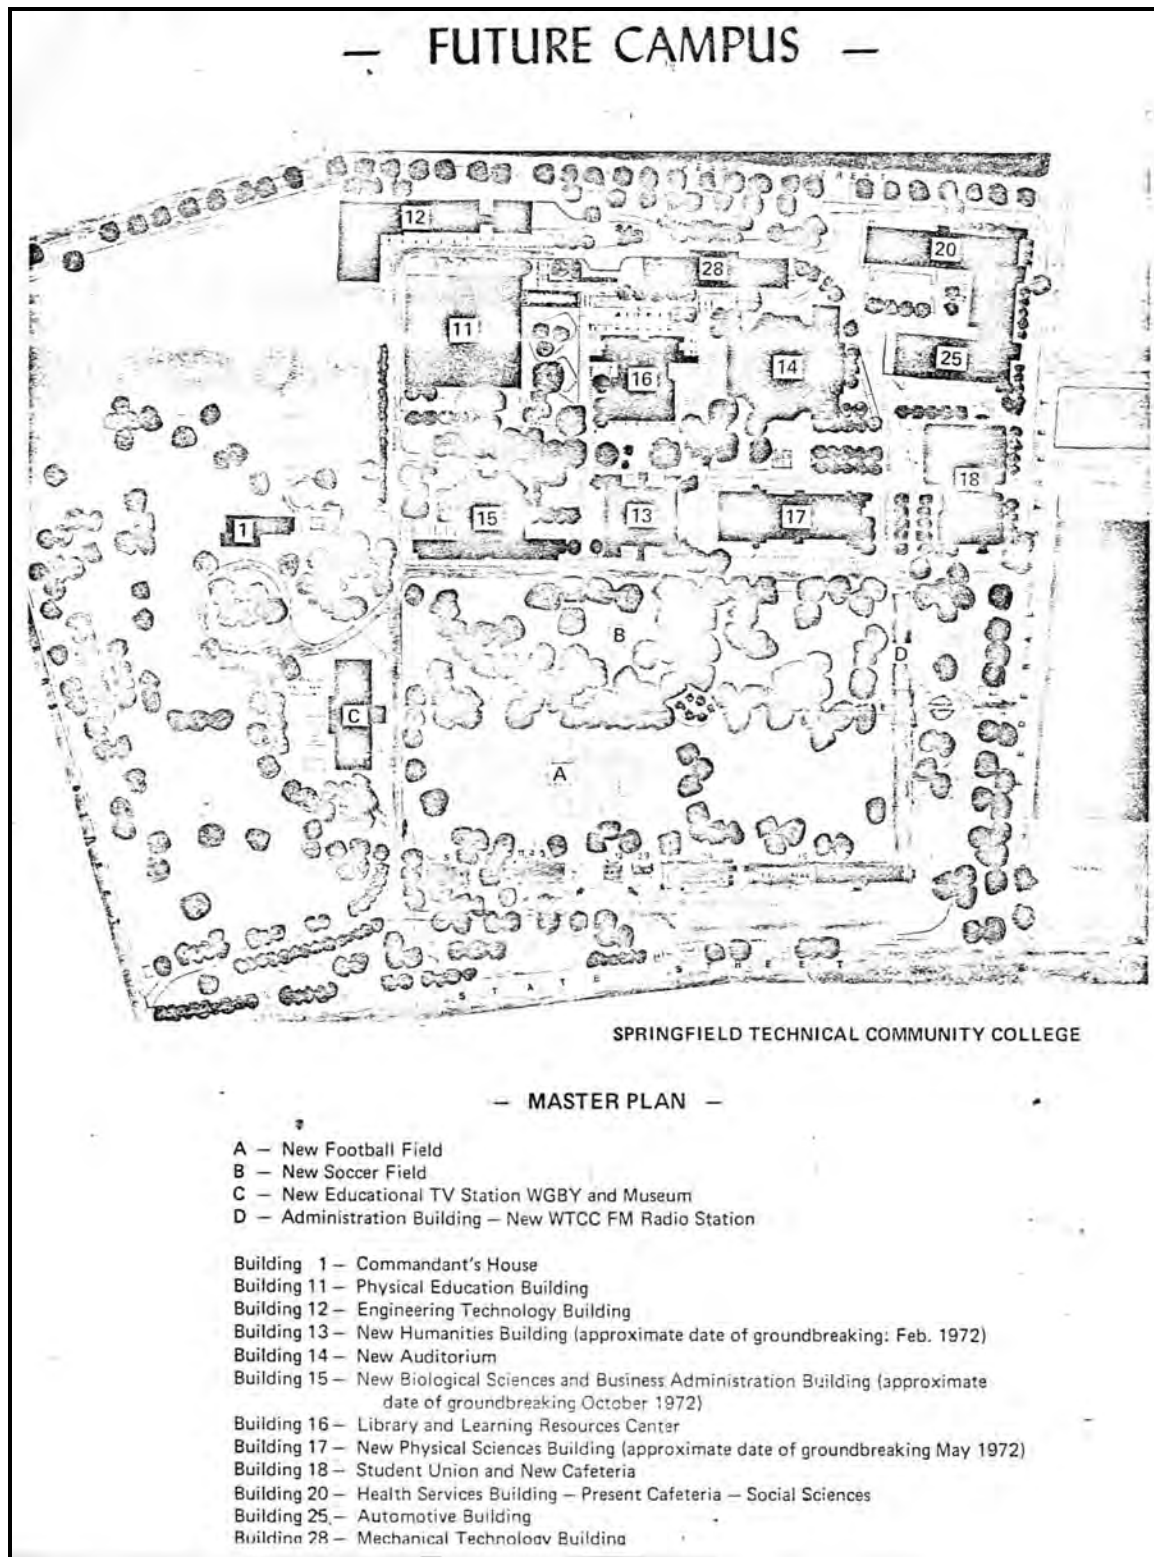 — FUTURE CAMPUS —
12
20
28
11
14
25
16
18
15
13
17
1
B
D
C
A
STATE STREET
FEDERAL STREET
SPRINGFIELD TECHNICAL COMMUNITY COLLEGE
— MASTER PLAN —
A — New Football Field
B — New Soccer Field
C — New Educational TV Station WGBY and Museum
D — Administration Building — New WTCC FM Radio Station
Building 1 — Commandant's House
Building 11 — Physical Education Building
Building 12 — Engineering Technology Building
Building 13 — New Humanities Building (approximate date of groundbreaking: Feb. 1972)
Building 14 — New Auditorium
Building 15 — New Biological Sciences and Business Administration Building (approximate
date of groundbreaking October 1972)
Building 16 — Library and Learning Resources Center
Building 17 — New Physical Sciences Building (approximate date of groundbreaking May 1972)
Building 18 — Student Union and New Cafeteria
Building 20 — Health Services Building — Present Cafeteria — Social Sciences
Building 25 — Automotive Building
Building 28 — Mechanical Technology Building